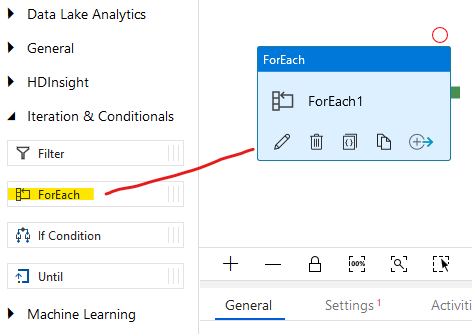 Data Lake Analytics
General
HDInsight
Iteration & Conditionals
Filter
ForEach
If Condition
Until
Machine Learning
ForEach
ForEach1
100%
General
Settings 1
Activiti